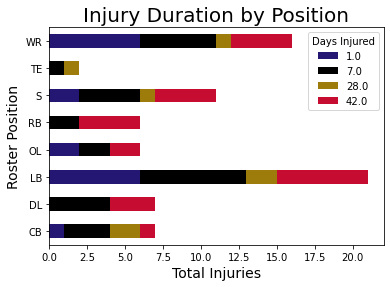 Injury Duration by Position
Roster Position
WR
TE
S
RB
OL
LB
DL
CB
Days Injured
1.0
7.0
28.0
42.0
0.0 2.5 5.0 7.5 10.0 12.5 15.0 17.5 20.0
Total Injuries